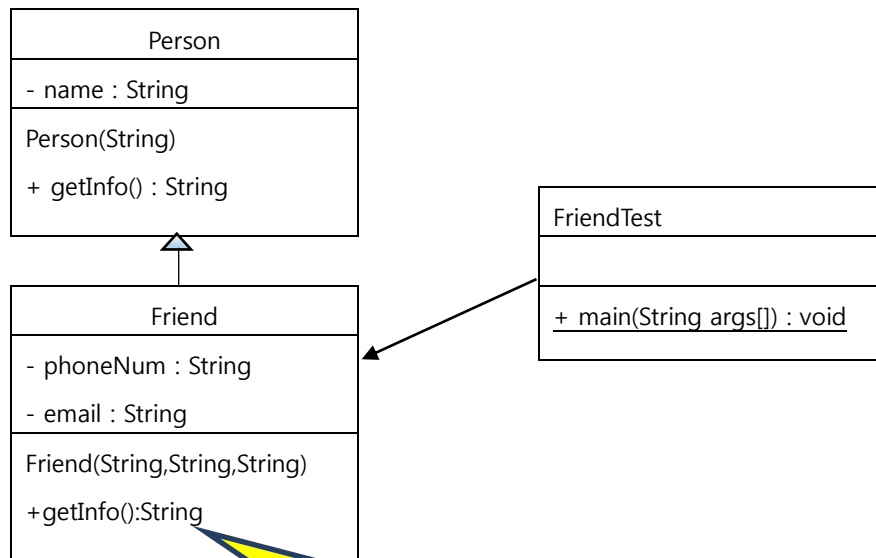 Person
- name : String
Person(String)
+ getInfo() : String
Friend
- phoneNum : String
- email : String
Friend(String,String,String)
+getInfo():String
FriendTest
+ main(String args[]) : void